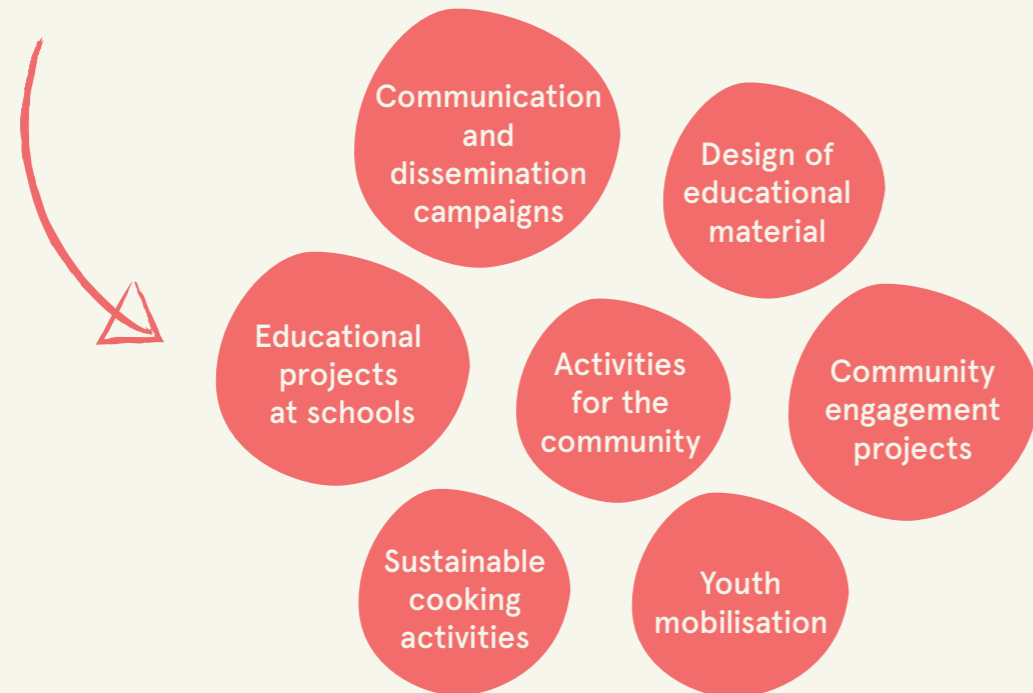 Communication
and
dissemination
campaigns
Design of
educational
material
Educational
projects
at schools
Activities
for the
community
Community
engagement
projects
Sustainable
cooking
activities
Youth
mobilisation